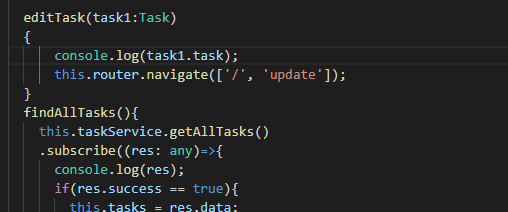 editTask(task1:Task)
{
console.log(task1.task);
this.router.navigate(['/', 'update']);
}
findAllTasks(){
this.taskService.getAllTasks()
.subscribe((res: any)=>{
console.log(res);
if(res.success == true){
this.tasks = res.data;